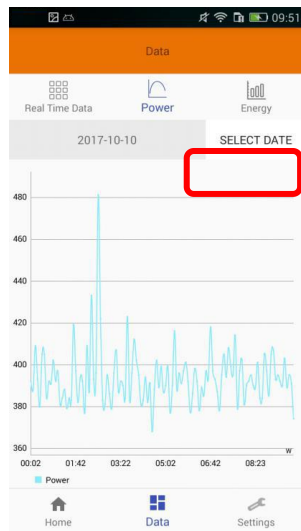 09:51
Data
Real Time Data Power Energy
2017-10-10 SELECT DATE
480
460
440
420
400
380
360
W
00:02 01:42 03:22 05:02 06:42 08:23
Power
Home Data Settings